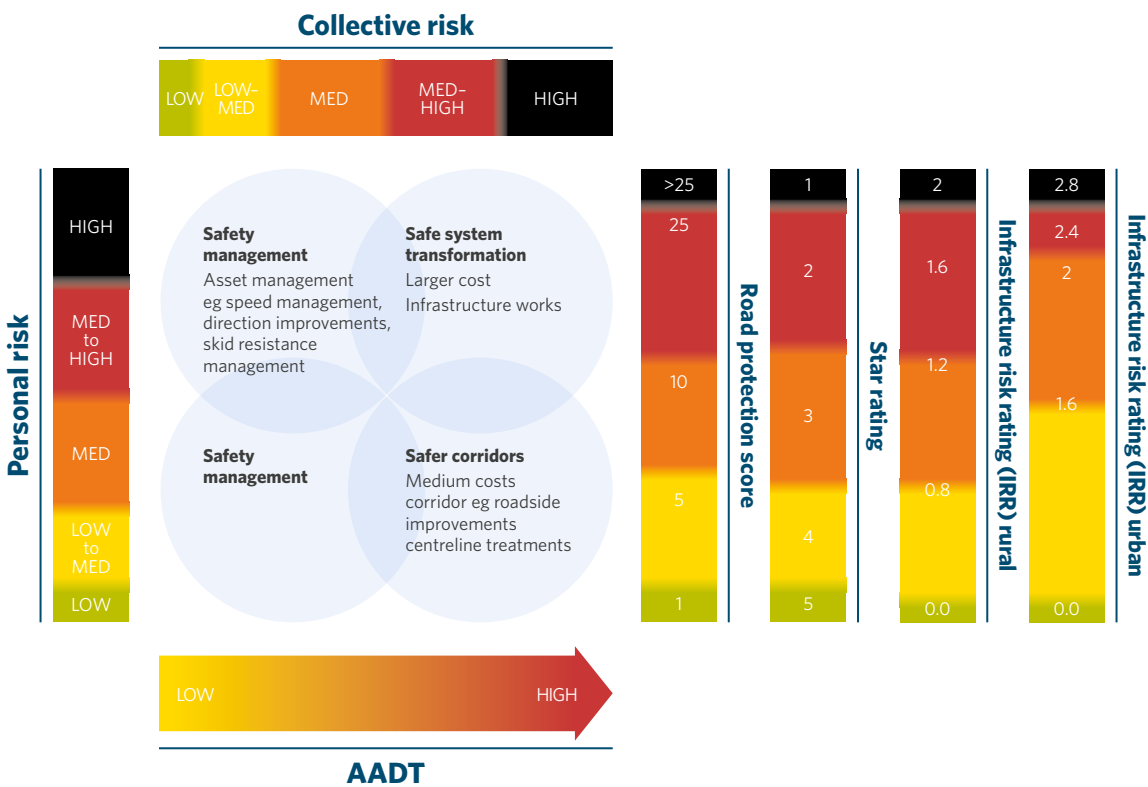 Collective risk
LOW
LOW–
MED
MED
MED–
HIGH
HIGH
Personal risk
HIGH
MED
to
HIGH
MED
LOW
to
MED
LOW
Safety
management
Asset management
eg speed management,
direction improvements,
skid resistance
management
Safe system
transformation
Larger cost
Infrastructure works
Safety
management
Safer corridors
Medium costs
corridor eg roadside
improvements
centreline treatments
>25
25
10
5
1
Road protection score
1
2
3
4
5
Star rating
2
1.6
1.2
0.8
0.0
Infrastructure risk rating (IRR) rural
2.8
2.4
2
1.6
0.0
Infrastructure risk rating (IRR) urban
LOW
HIGH
AADT